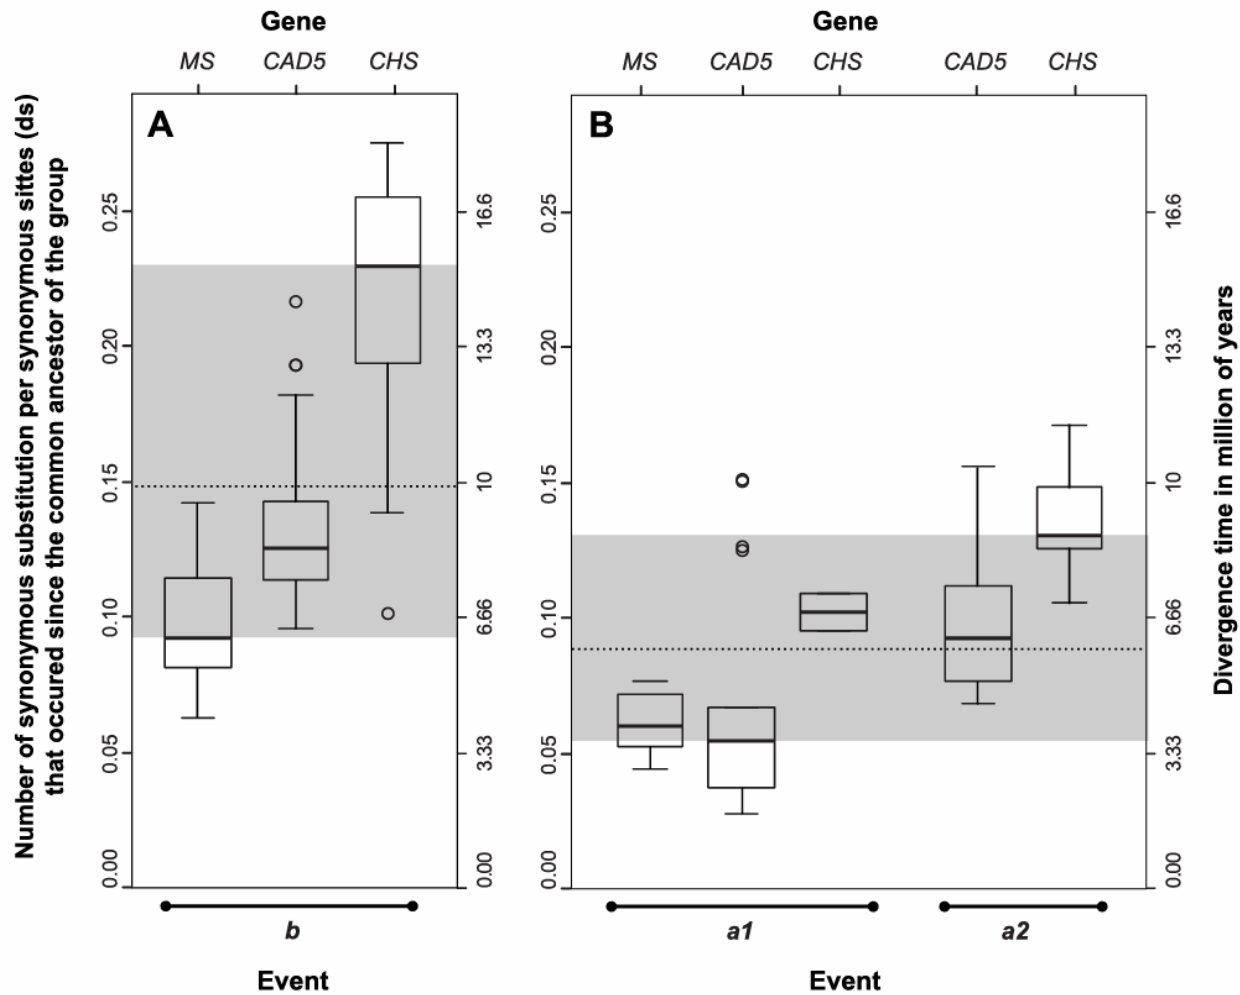 Gene
MS CAD5 CHS
A
Number of synonymous substitution per synonymous sittes (ds)
that occured since the common ancestor of the group
0.25
0.20
0.15
0.10
0.05
0.00
16.6
13.3
10
6.66
3.33
0.00
b
Event
Gene
MS CAD5 CHS CAD5 CHS
B
0.25
0.20
0.15
0.10
0.05
0.00
16.6
13.3
10
6.66
3.33
0.00
Divergence time in million of years
a1 a2
Event